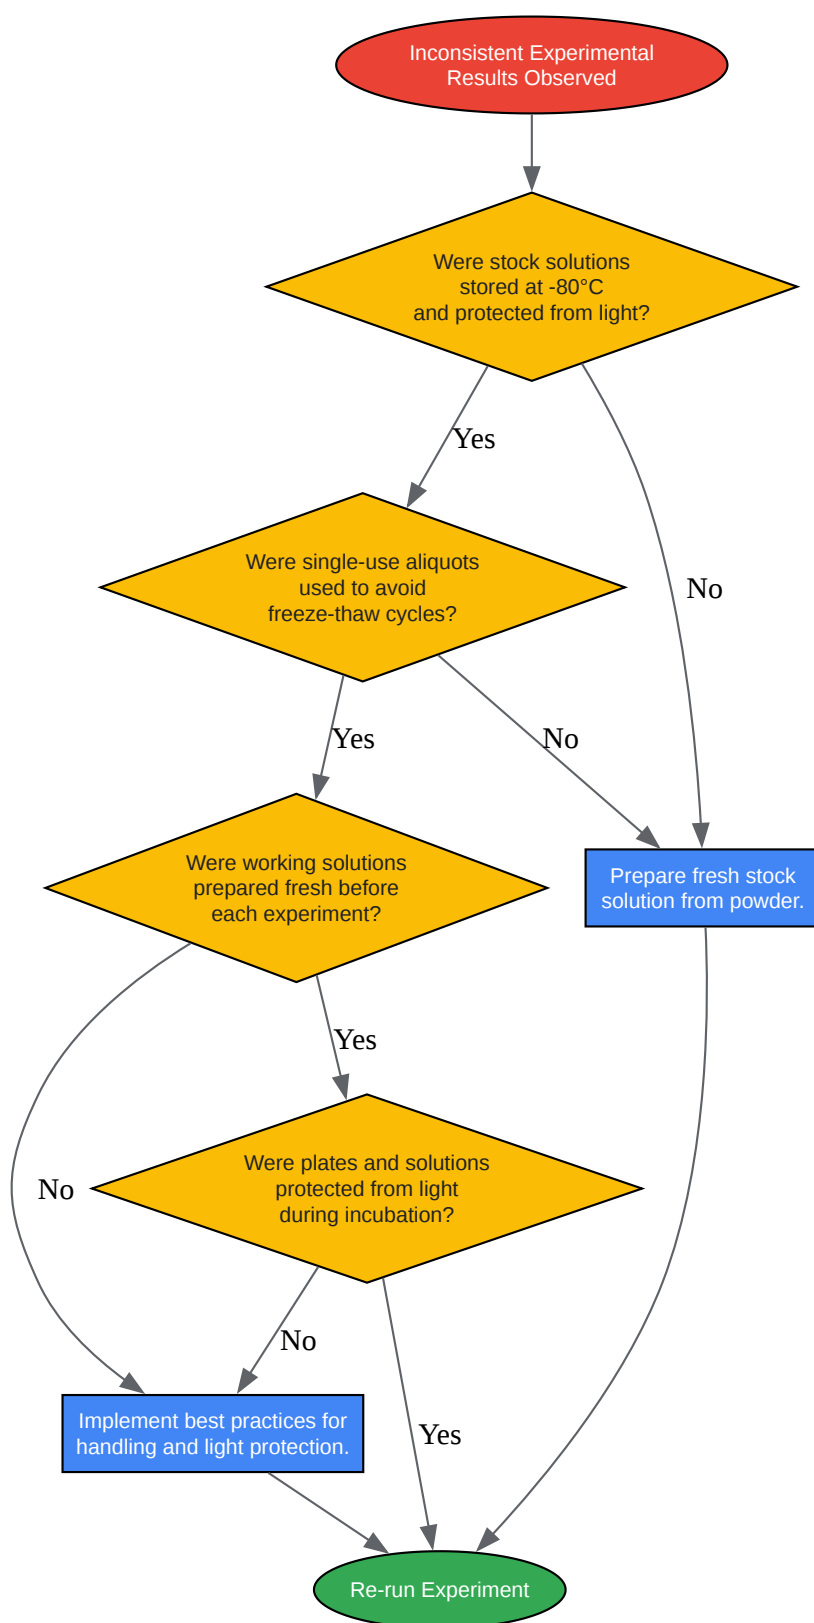 Inconsistent Experimental
Results Observed
Were stock solutions
stored at -80°C
and protected from light?
Yes
No
Were single-use aliquots
used to avoid
freeze-thaw cycles?
Yes
No
Were working solutions
prepared fresh before
each experiment?
Prepare fresh stock
solution from powder.
Yes
No
Were plates and solutions
protected from light
during incubation?
No
Yes
Implement best practices for
handling and light protection.
Re-run Experiment